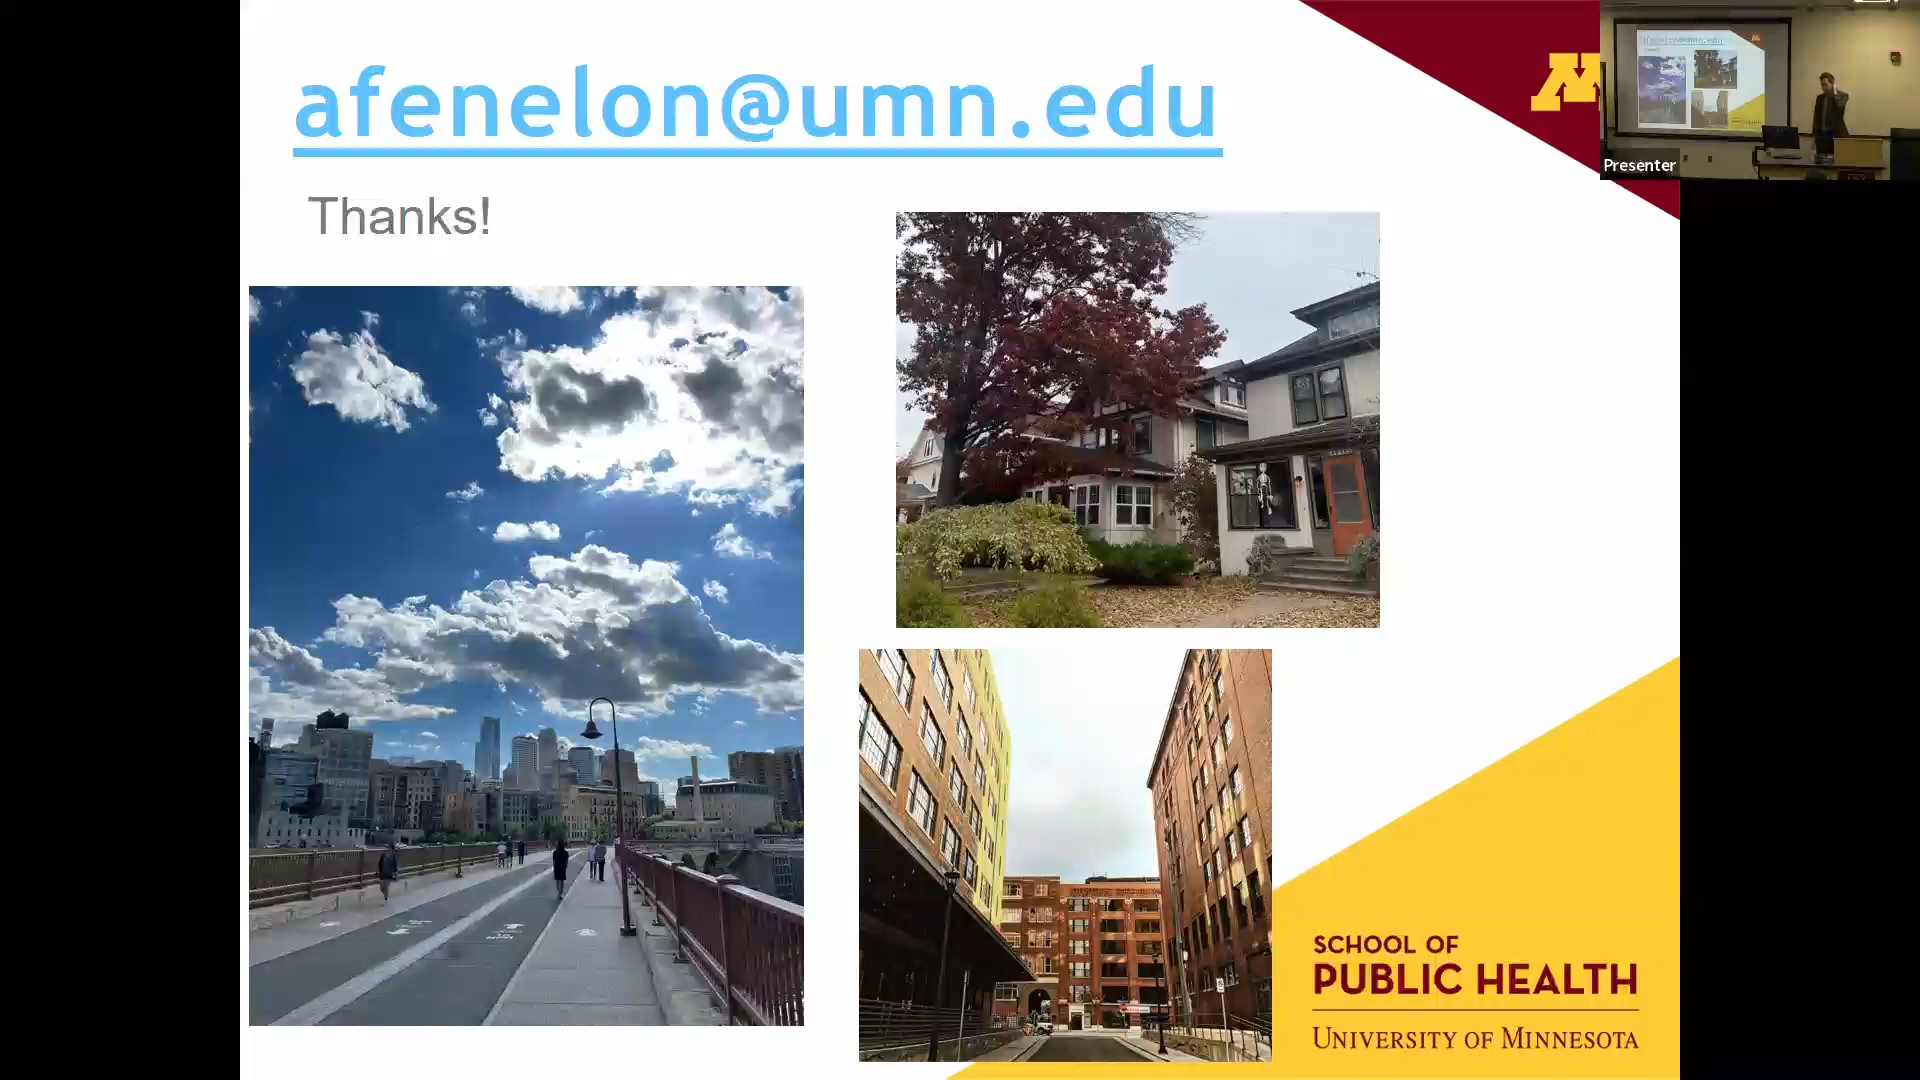 afenelon@umn.edu
Thanks!
Presenter
SCHOOL OF
PUBLIC HEALTH
UNIVERSITY OF MINNESOTA